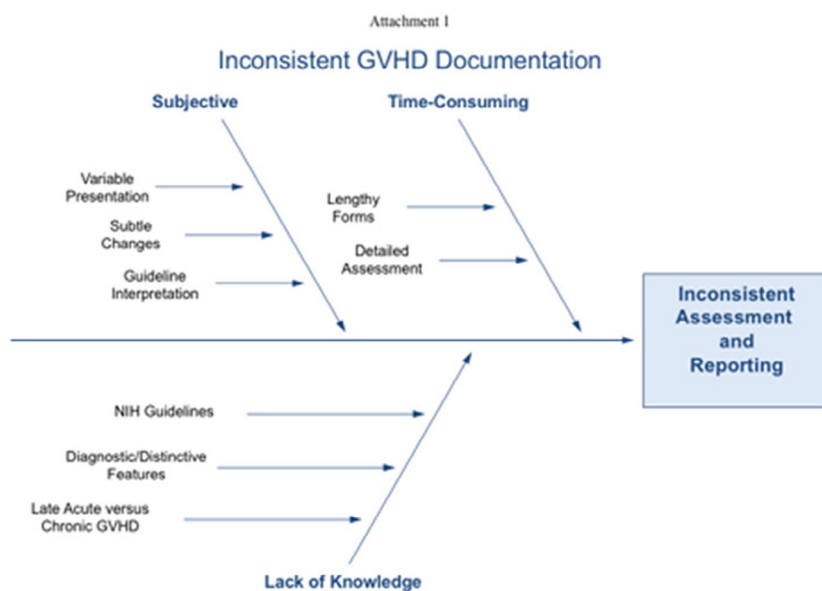 Attachment 1
Inconsistent GVHD Documentation
Subjective
Time-Consuming
Variable
Presentation
Subtle
Changes
Guideline
Interpretation
Lengthy
Forms
Detailed
Assessment
Inconsistent
Assessment
and
Reporting
NIH Guidelines
Diagnostic/Distinctive
Features
Late Acute versus
Chronic GVHD
Lack of Knowledge